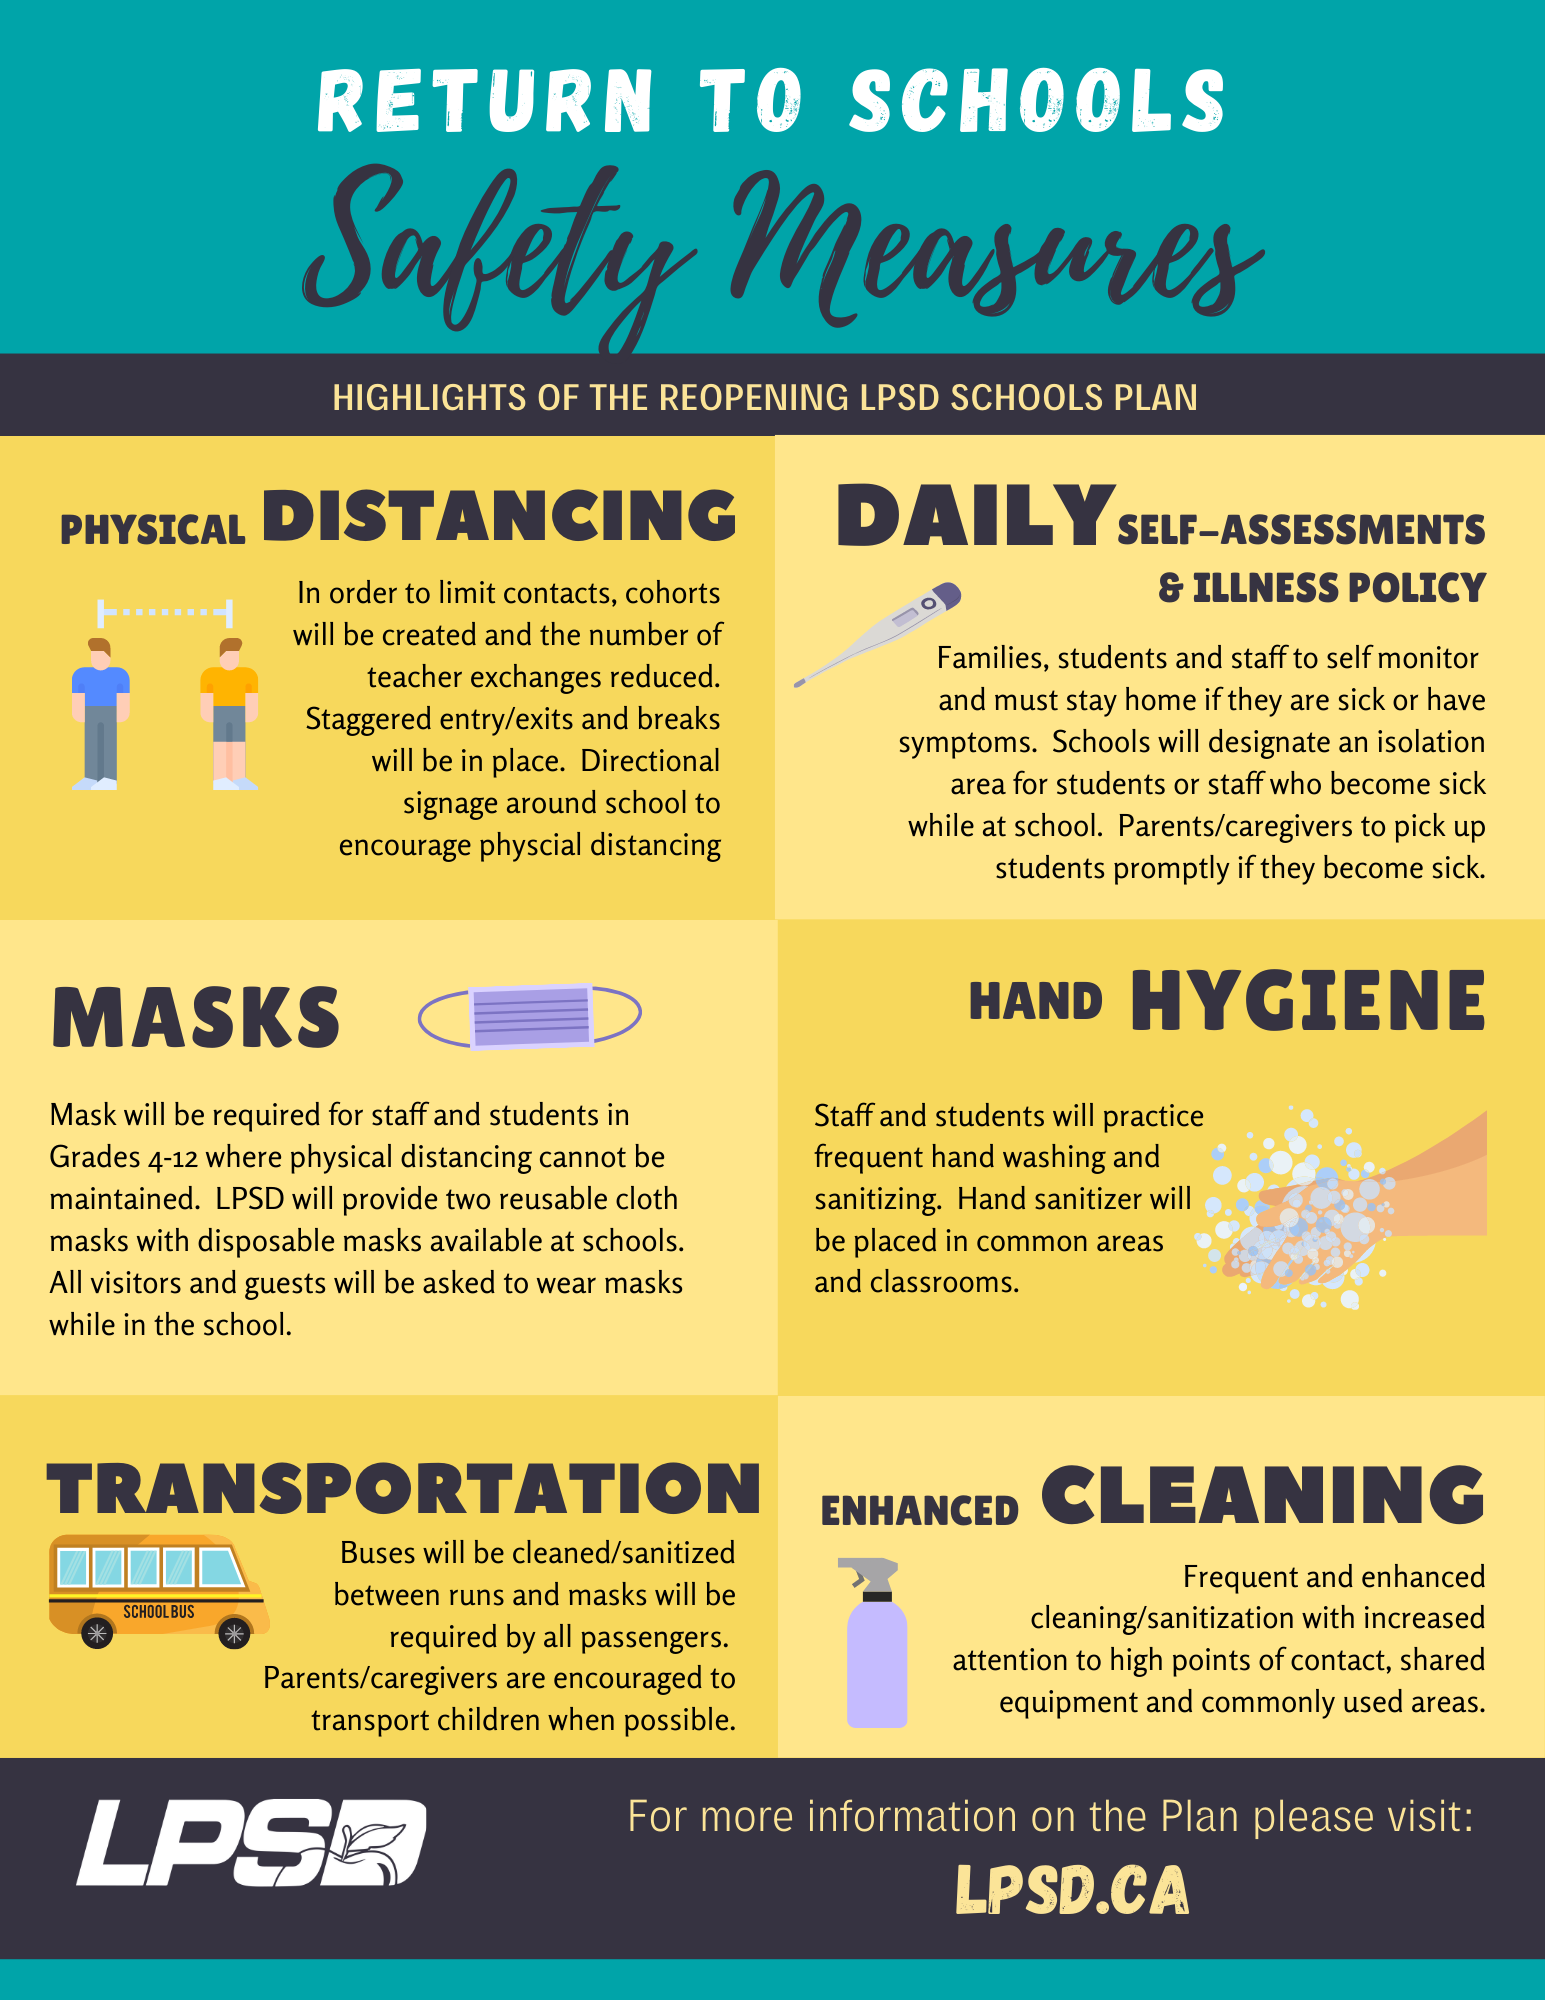 RETURN TO SCHOOLS
Safety Measures
HIGHLIGHTS OF THE REOPENING LPSD SCHOOLS PLAN
PHYSICAL DISTANCING
In order to limit contacts, cohorts
will be created and the number of
teacher exchanges reduced.
Staggered entry/exits and breaks
will be in place. Directional
signage around school to
encourage physcial distancing
DAILY SELF-ASSESSMENTS
& ILLNESS POLICY
Families, students and staff to self monitor
and must stay home if they are sick or have
symptoms. Schools will designate an isolation
area for students or staff who become sick
while at school. Parents/caregivers to pick up
students promptly if they become sick.
MASKS
Mask will be required for staff and students in
Grades 4-12 where physical distancing cannot be
maintained. LPSD will provide two reusable cloth
masks with disposable masks available at schools.
All visitors and guests will be asked to wear masks
while in the school.
HAND HYGIENE
Staff and students will practice
frequent hand washing and
sanitizing. Hand sanitizer will
be placed in common areas
and classrooms.
TRANSPORTATION
SCHOOL BUS
Buses will be cleaned/sanitized
between runs and masks will be
required by all passengers.
Parents/caregivers are encouraged to
transport children when possible.
ENHANCED CLEANING
Frequent and enhanced
cleaning/sanitization with increased
attention to high points of contact, shared
equipment and commonly used areas.
LPSD
For more information on the Plan please visit:
LPSD.CA